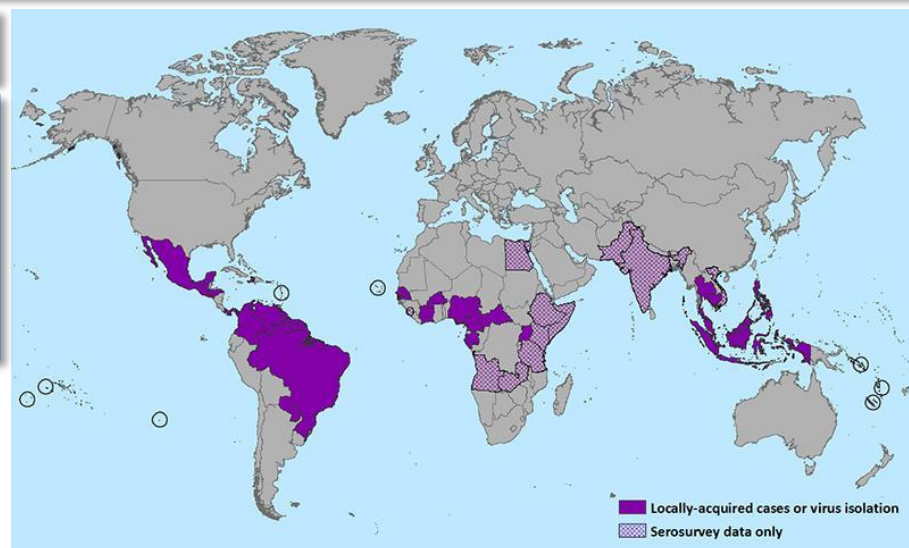 Locally-acquired cases or virus isolation
Serosurvey data only